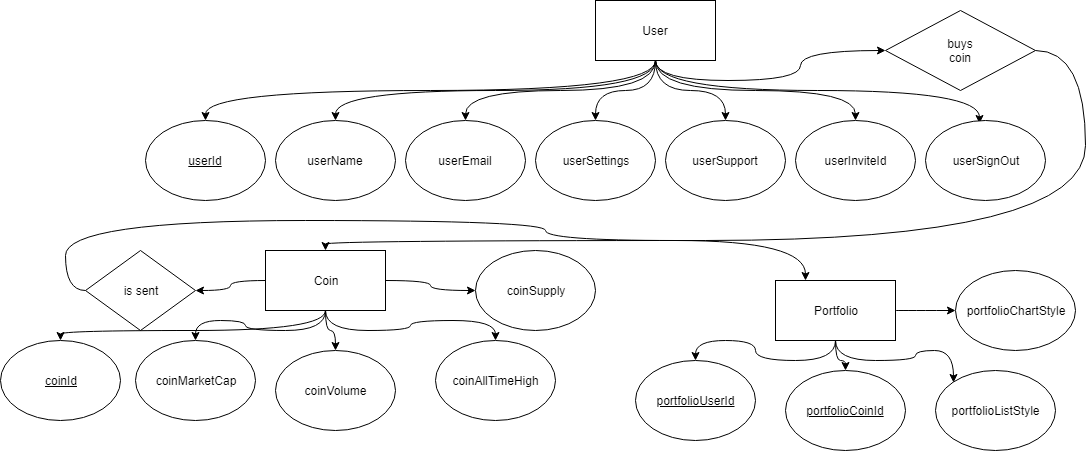 User
buys
coin
userId
userName
userEmail
userSettings
userSupport
userInviteId
userSignOut
is sent
Coin
coinSupply
Portfolio
portfolioChartStyle
coinId
coinMarketCap
coinVolume
coinAllTimeHigh
portfolioUserId
portfolioCoinId
portfolioListStyle